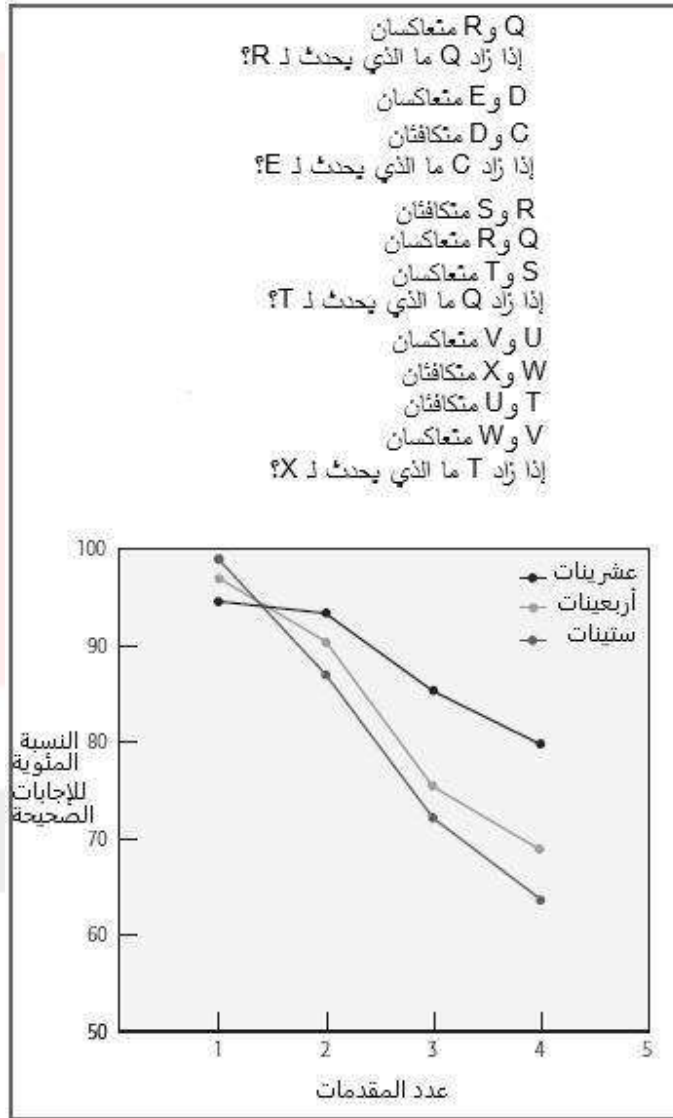 Q و R متعاكسان
إذا زاد Q ما الذي يحدث لـ R؟
D و E متعاكسان
C و D متكافئان
إذا زاد C ما الذي يحدث لـ E؟
R و S متكافئان
Q و R متعاكسان
S و T متعاكسان
إذا زاد Q ما الذي يحدث لـ T؟
U و V متعاكسان
W و X متكافئان
T و U متكافئان
V و W متعاكسان
إذا زاد T ما الذي يحدث لـ X؟
100
90
80
70
60
50
النسبة
المئوية
للإجابات
الصحيحة
عشرينات
أربعينات
ستينات
1 2 3 4 5
عدد المقدمات